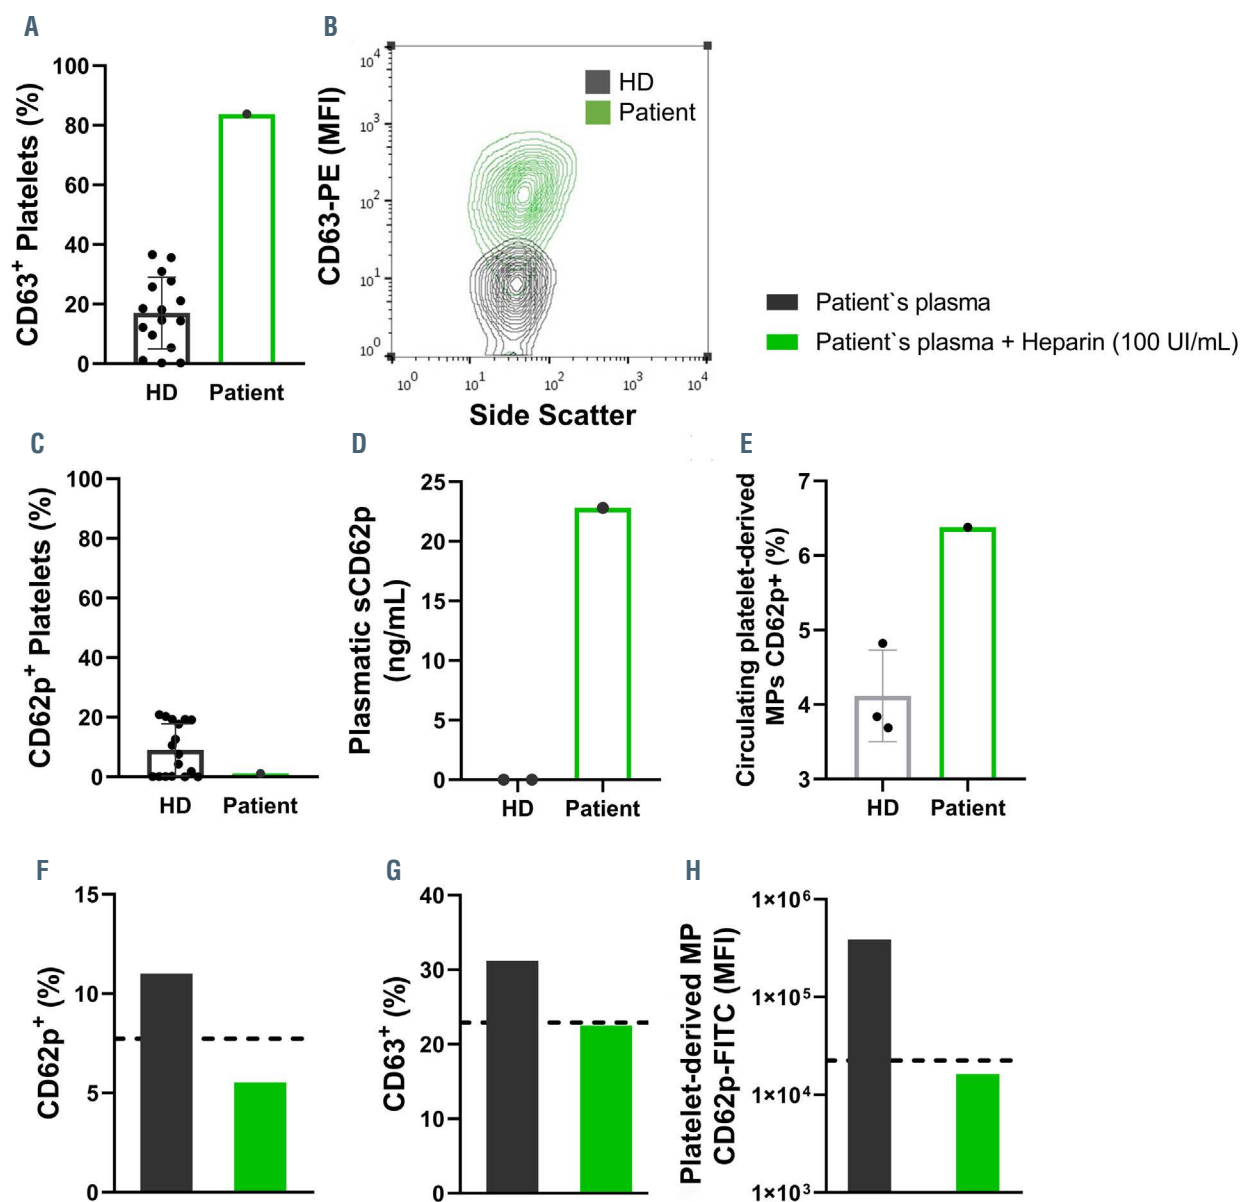 A
CD63+ Platelets (%)
100
80
60
40
20
0
HD
Patient
B
CD63-PE (MFI)
10^4
10^3
10^2
10^1
10^0
HD
Patient
10^0
10^1
10^2
10^3
10^4
Side Scatter
Patient`s plasma
Patient`s plasma + Heparin (100 UI/mL)
C
CD62p+ Platelets (%)
100
80
60
40
20
0
HD
Patient
D
Plasmatic sCD62p
(ng/mL)
25
20
15
10
5
0
HD
Patient
E
Circulating platelet-derived
MPs CD62p+ (%)
7
6
5
4
3
HD
Patient
F
CD62p+ (%)
15
10
5
0
G
CD63+ (%)
40
30
20
10
0
H
Platelet-derived MP
CD62p-FITC (MFI)
1×10^6
1×10^5
1×10^4
1×10^3